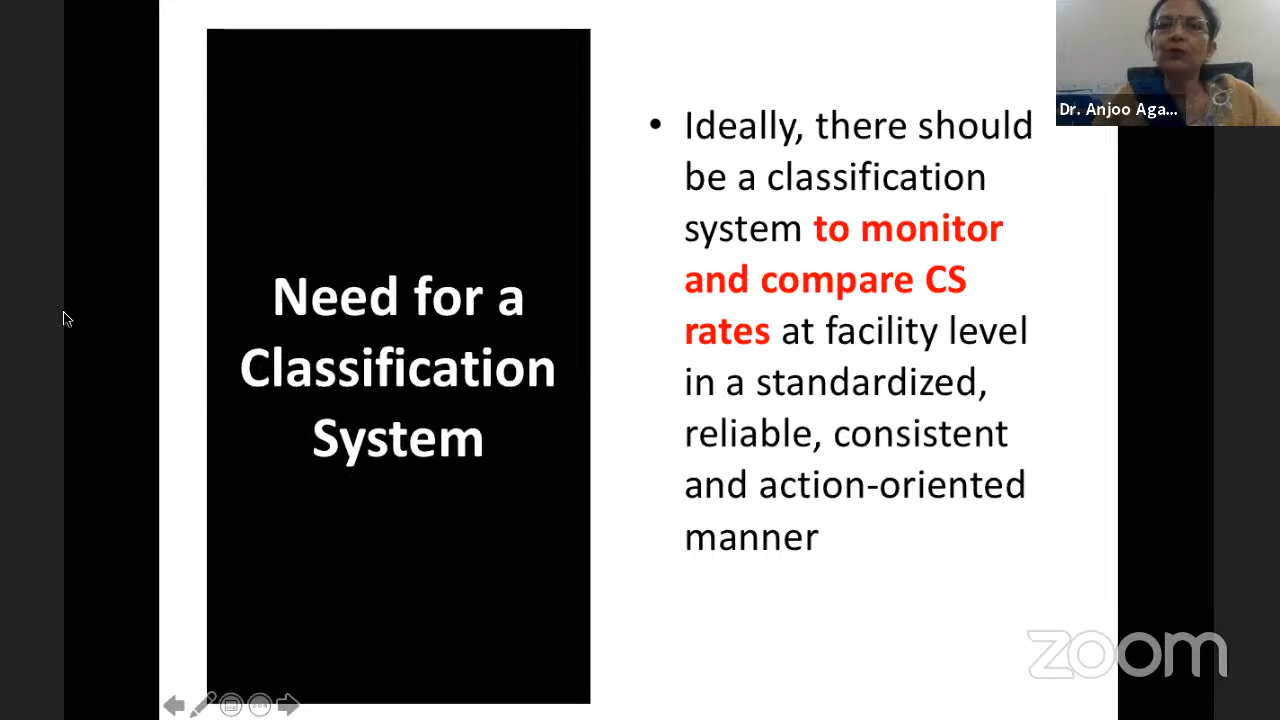 Need for a
Classification
System
• Ideally, there should
be a classification
system to monitor
and compare CS
rates at facility level
in a standardized,
reliable, consistent
and action-oriented
manner
Dr. Anjoo Aga...
zoom